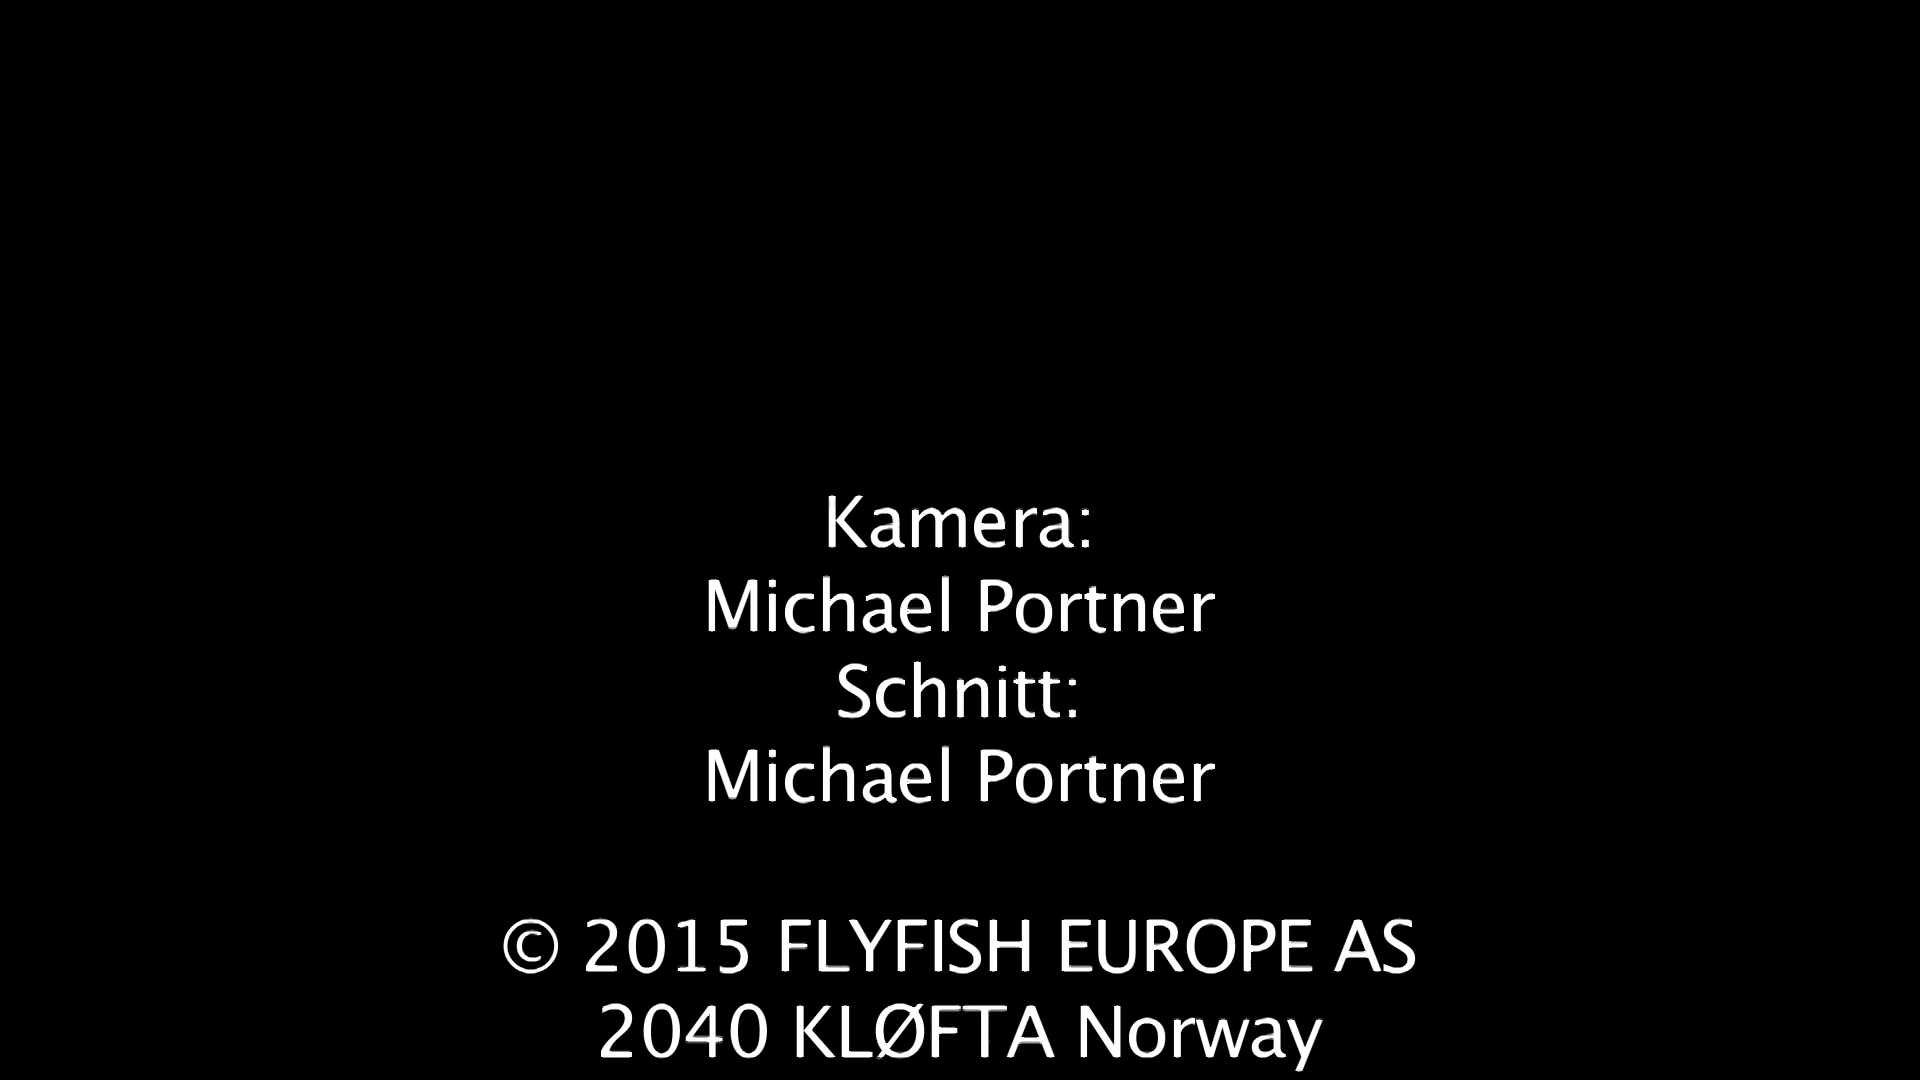 Kamera:
Michael Portner
Schnitt:
Michael Portner
© 2015 FLYFISH EUROPE AS
2040 KLØFTA Norway